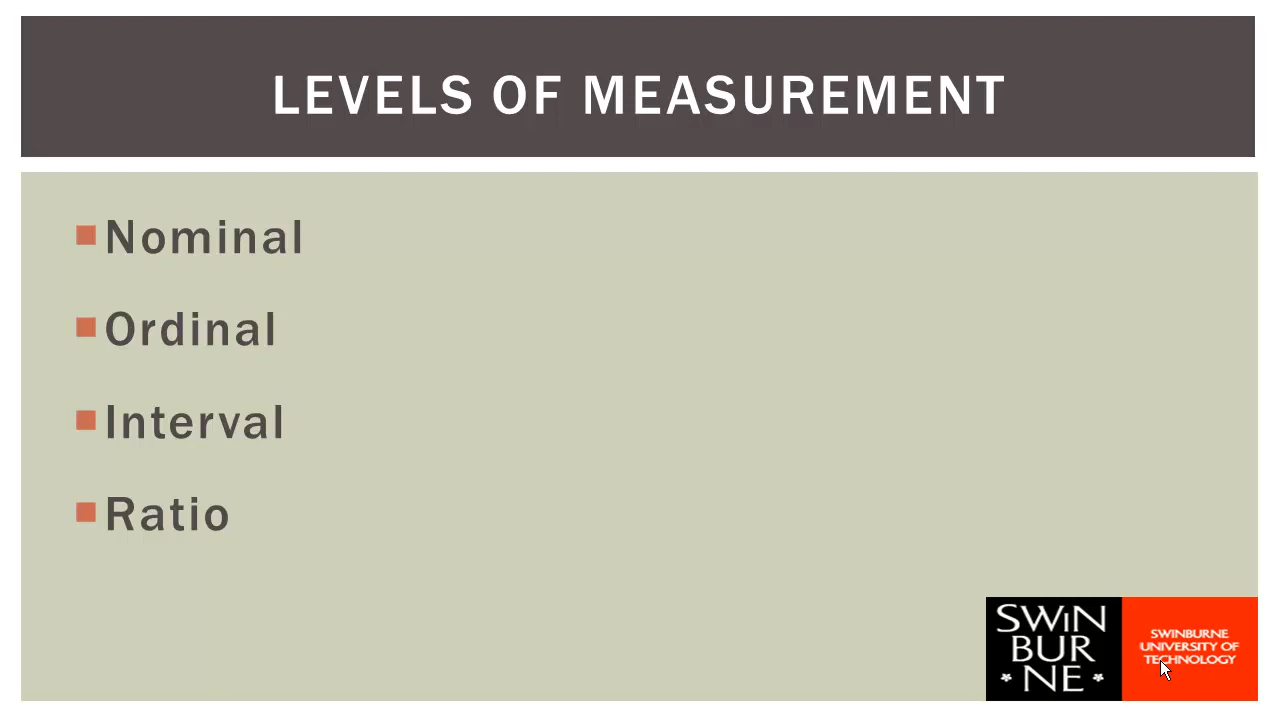 LEVELS OF MEASUREMENT
Nominal
Ordinal
Interval
Ratio
SWiN
BUR
NE
SWINBURNE
UNIVERSITY OF
TECHNOLOGY